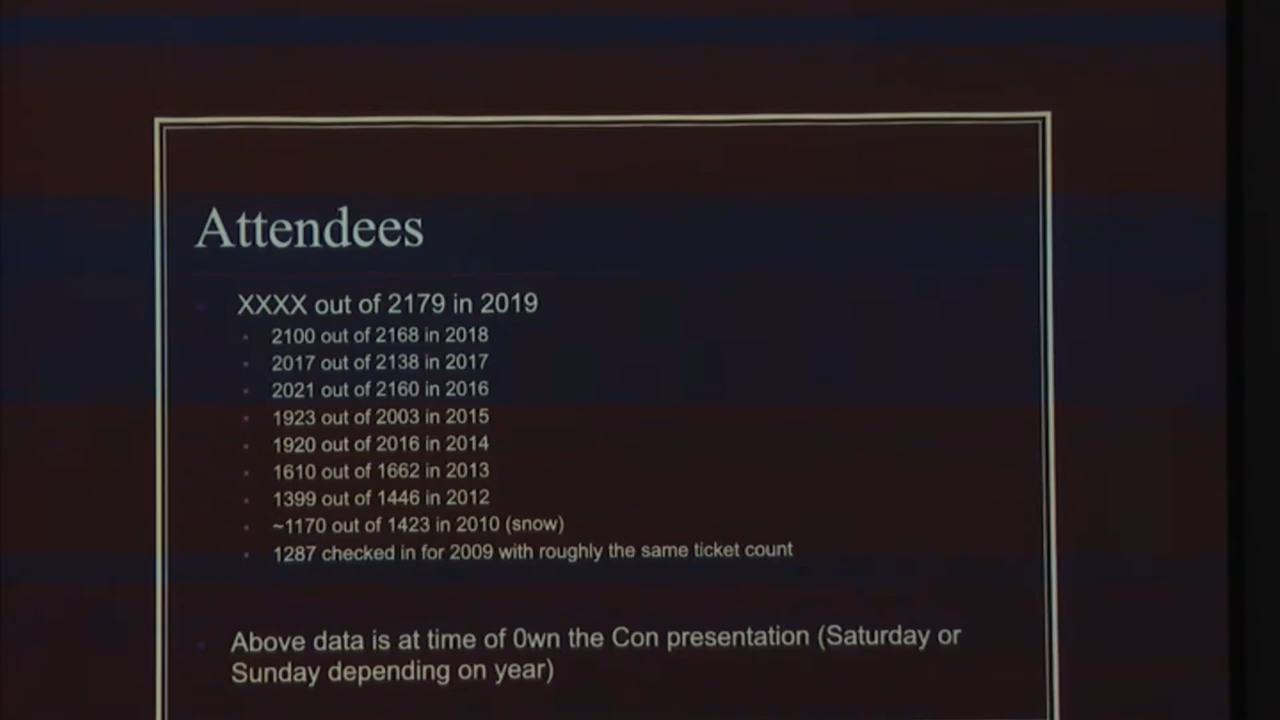 Attendees
XXXX out of 2179 in 2019
2100 out of 2168 in 2018
2017 out of 2138 in 2017
2021 out of 2160 in 2016
1923 out of 2003 in 2015
1920 out of 2016 in 2014
1610 out of 1662 in 2013
1399 out of 1446 in 2012
~1170 out of 1423 in 2010 (snow)
1287 checked in for 2009 with roughly the same ticket count
Above data is at time of 0wn the Con presentation (Saturday or
Sunday depending on year)